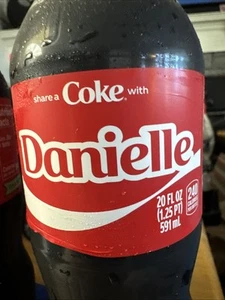 share a Coke with
Danielle
20 FL OZ
(1.25 PT)
591 mL
240